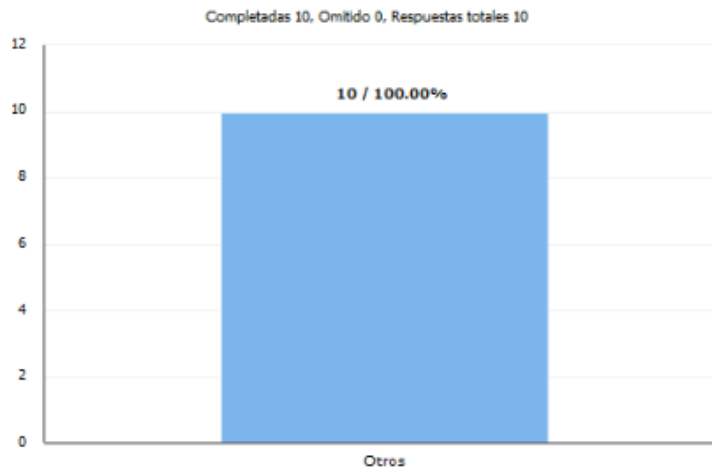 Completadas 10, Omitido 0, Respuestas totales 10
12
10 / 100.00%
10
8
6
4
2
0
Otros